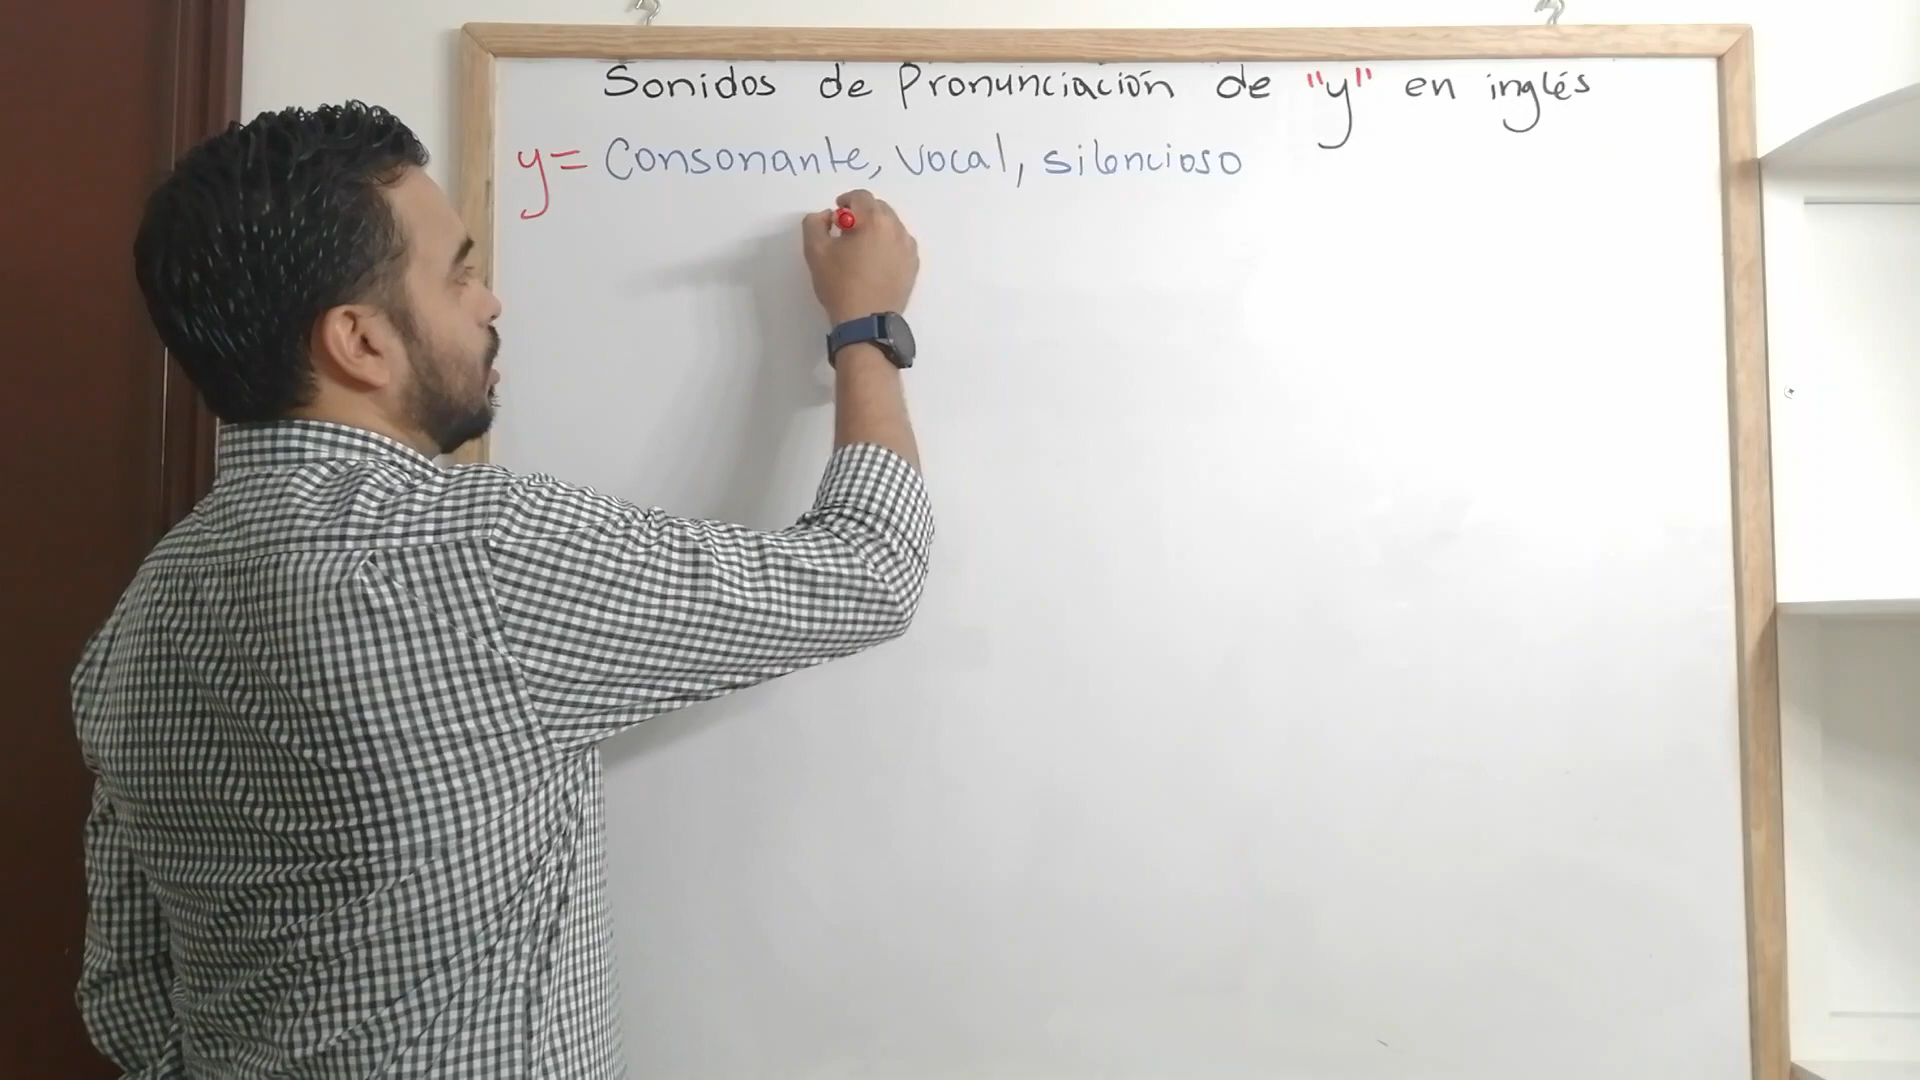 Sonidos de Pronunciación de "y" en inglés
y= Consonante, vocal, silencioso